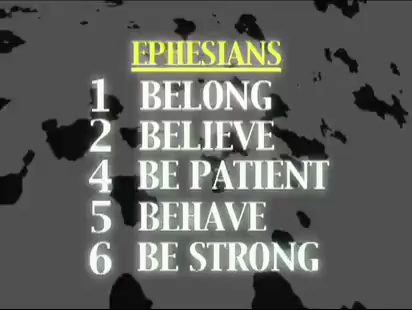 EPHESIANS
1 BELONG
2 BELIEVE
4 BE PATIENT
5 BEHAVE
6 BE STRONG